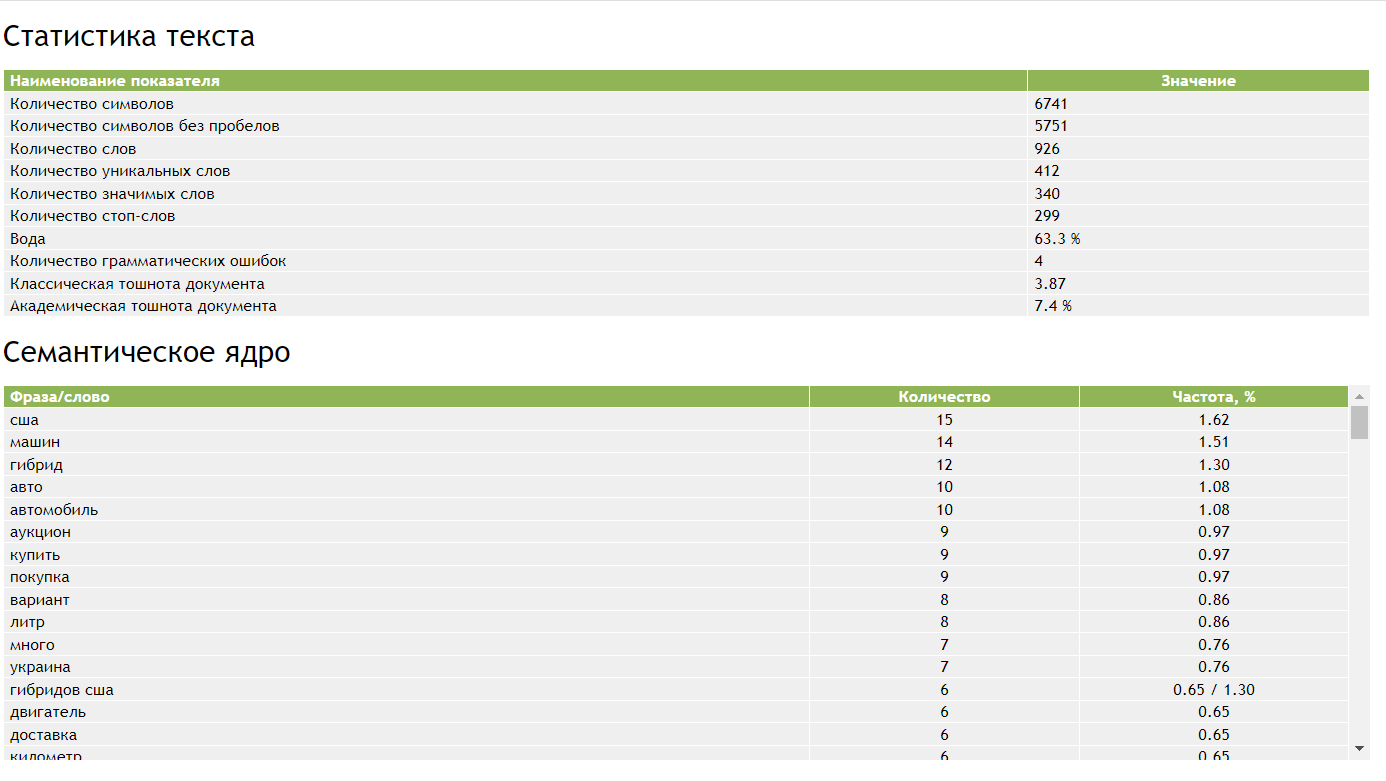 Статистика текста
Наименование показателя Значение
Количество символов 6741
Количество символов без пробелов 5751
Количество слов 926
Количество уникальных слов 412
Количество значимых слов 340
Количество стоп-слов 299
Вода 63.3 %
Количество грамматических ошибок 4
Классическая тошнота документа 3.87
Академическая тошнота документа 7.4 %
Семантическое ядро
Фраза/слово Количество Частота, %
сша 15 1.62
машин 14 1.51
гибрид 12 1.30
авто 10 1.08
автомобиль 10 1.08
аукцион 9 0.97
купить 9 0.97
покупка 9 0.97
вариант 8 0.86
литр 8 0.86
много 7 0.76
украина 7 0.76
гибридов сша 6 0.65 / 1.30
двигатель 6 0.65
доставка 6 0.65
километр 6 0.65